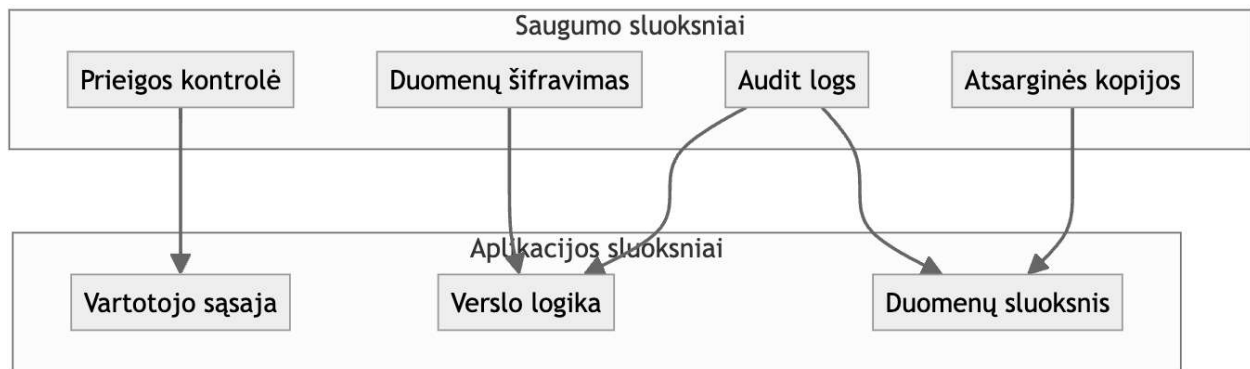 Saugumo sluoksniai
Prieigos kontrolė
Duomenų šifravimas
Audit logs
Atsarginės kopijos
Aplikacijos sluoksniai
Vartotojo sąsaja
Verslo logika
Duomenų sluoksnis